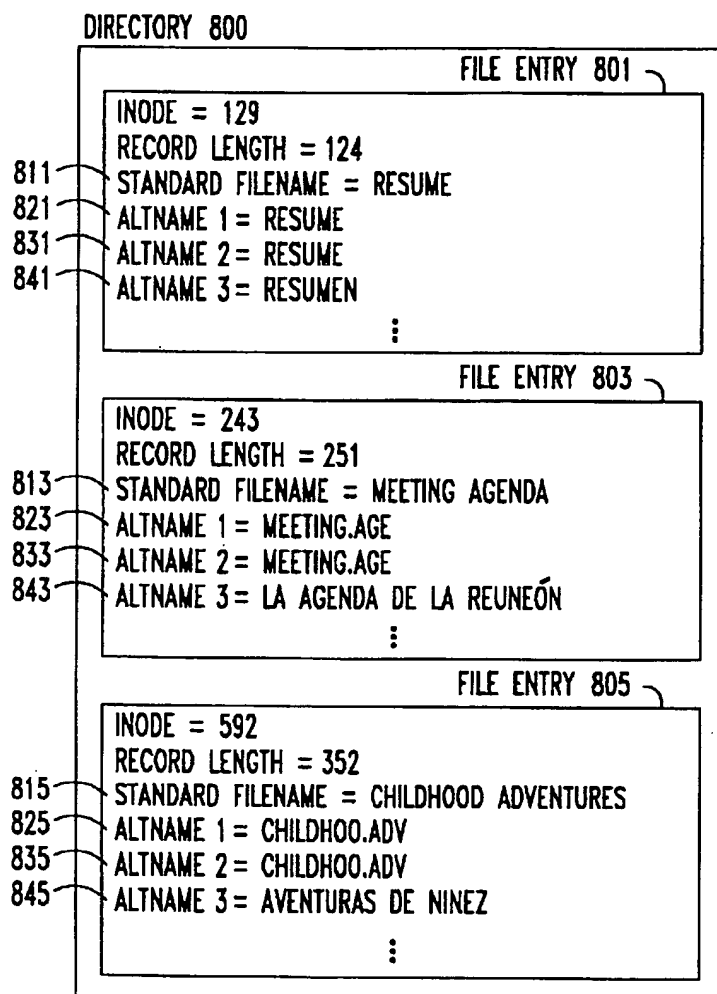 DIRECTORY 800
FILE ENTRY 801
INODE = 129
RECORD LENGTH = 124
811 STANDARD FILENAME = RESUME
821 ALTNAME 1 = RESUME
831 ALTNAME 2 = RESUME
841 ALTNAME 3 = RESUMEN
⋮
FILE ENTRY 803
INODE = 243
RECORD LENGTH = 251
813 STANDARD FILENAME = MEETING AGENDA
823 ALTNAME 1 = MEETING.AGE
833 ALTNAME 2 = MEETING.AGE
843 ALTNAME 3 = LA AGENDA DE LA REUNEÓN
⋮
FILE ENTRY 805
INODE = 592
RECORD LENGTH = 352
815 STANDARD FILENAME = CHILDHOOD ADVENTURES
825 ALTNAME 1 = CHILDHOO.ADV
835 ALTNAME 2 = CHILDHOO.ADV
845 ALTNAME 3 = AVENTURAS DE NINEZ
⋮